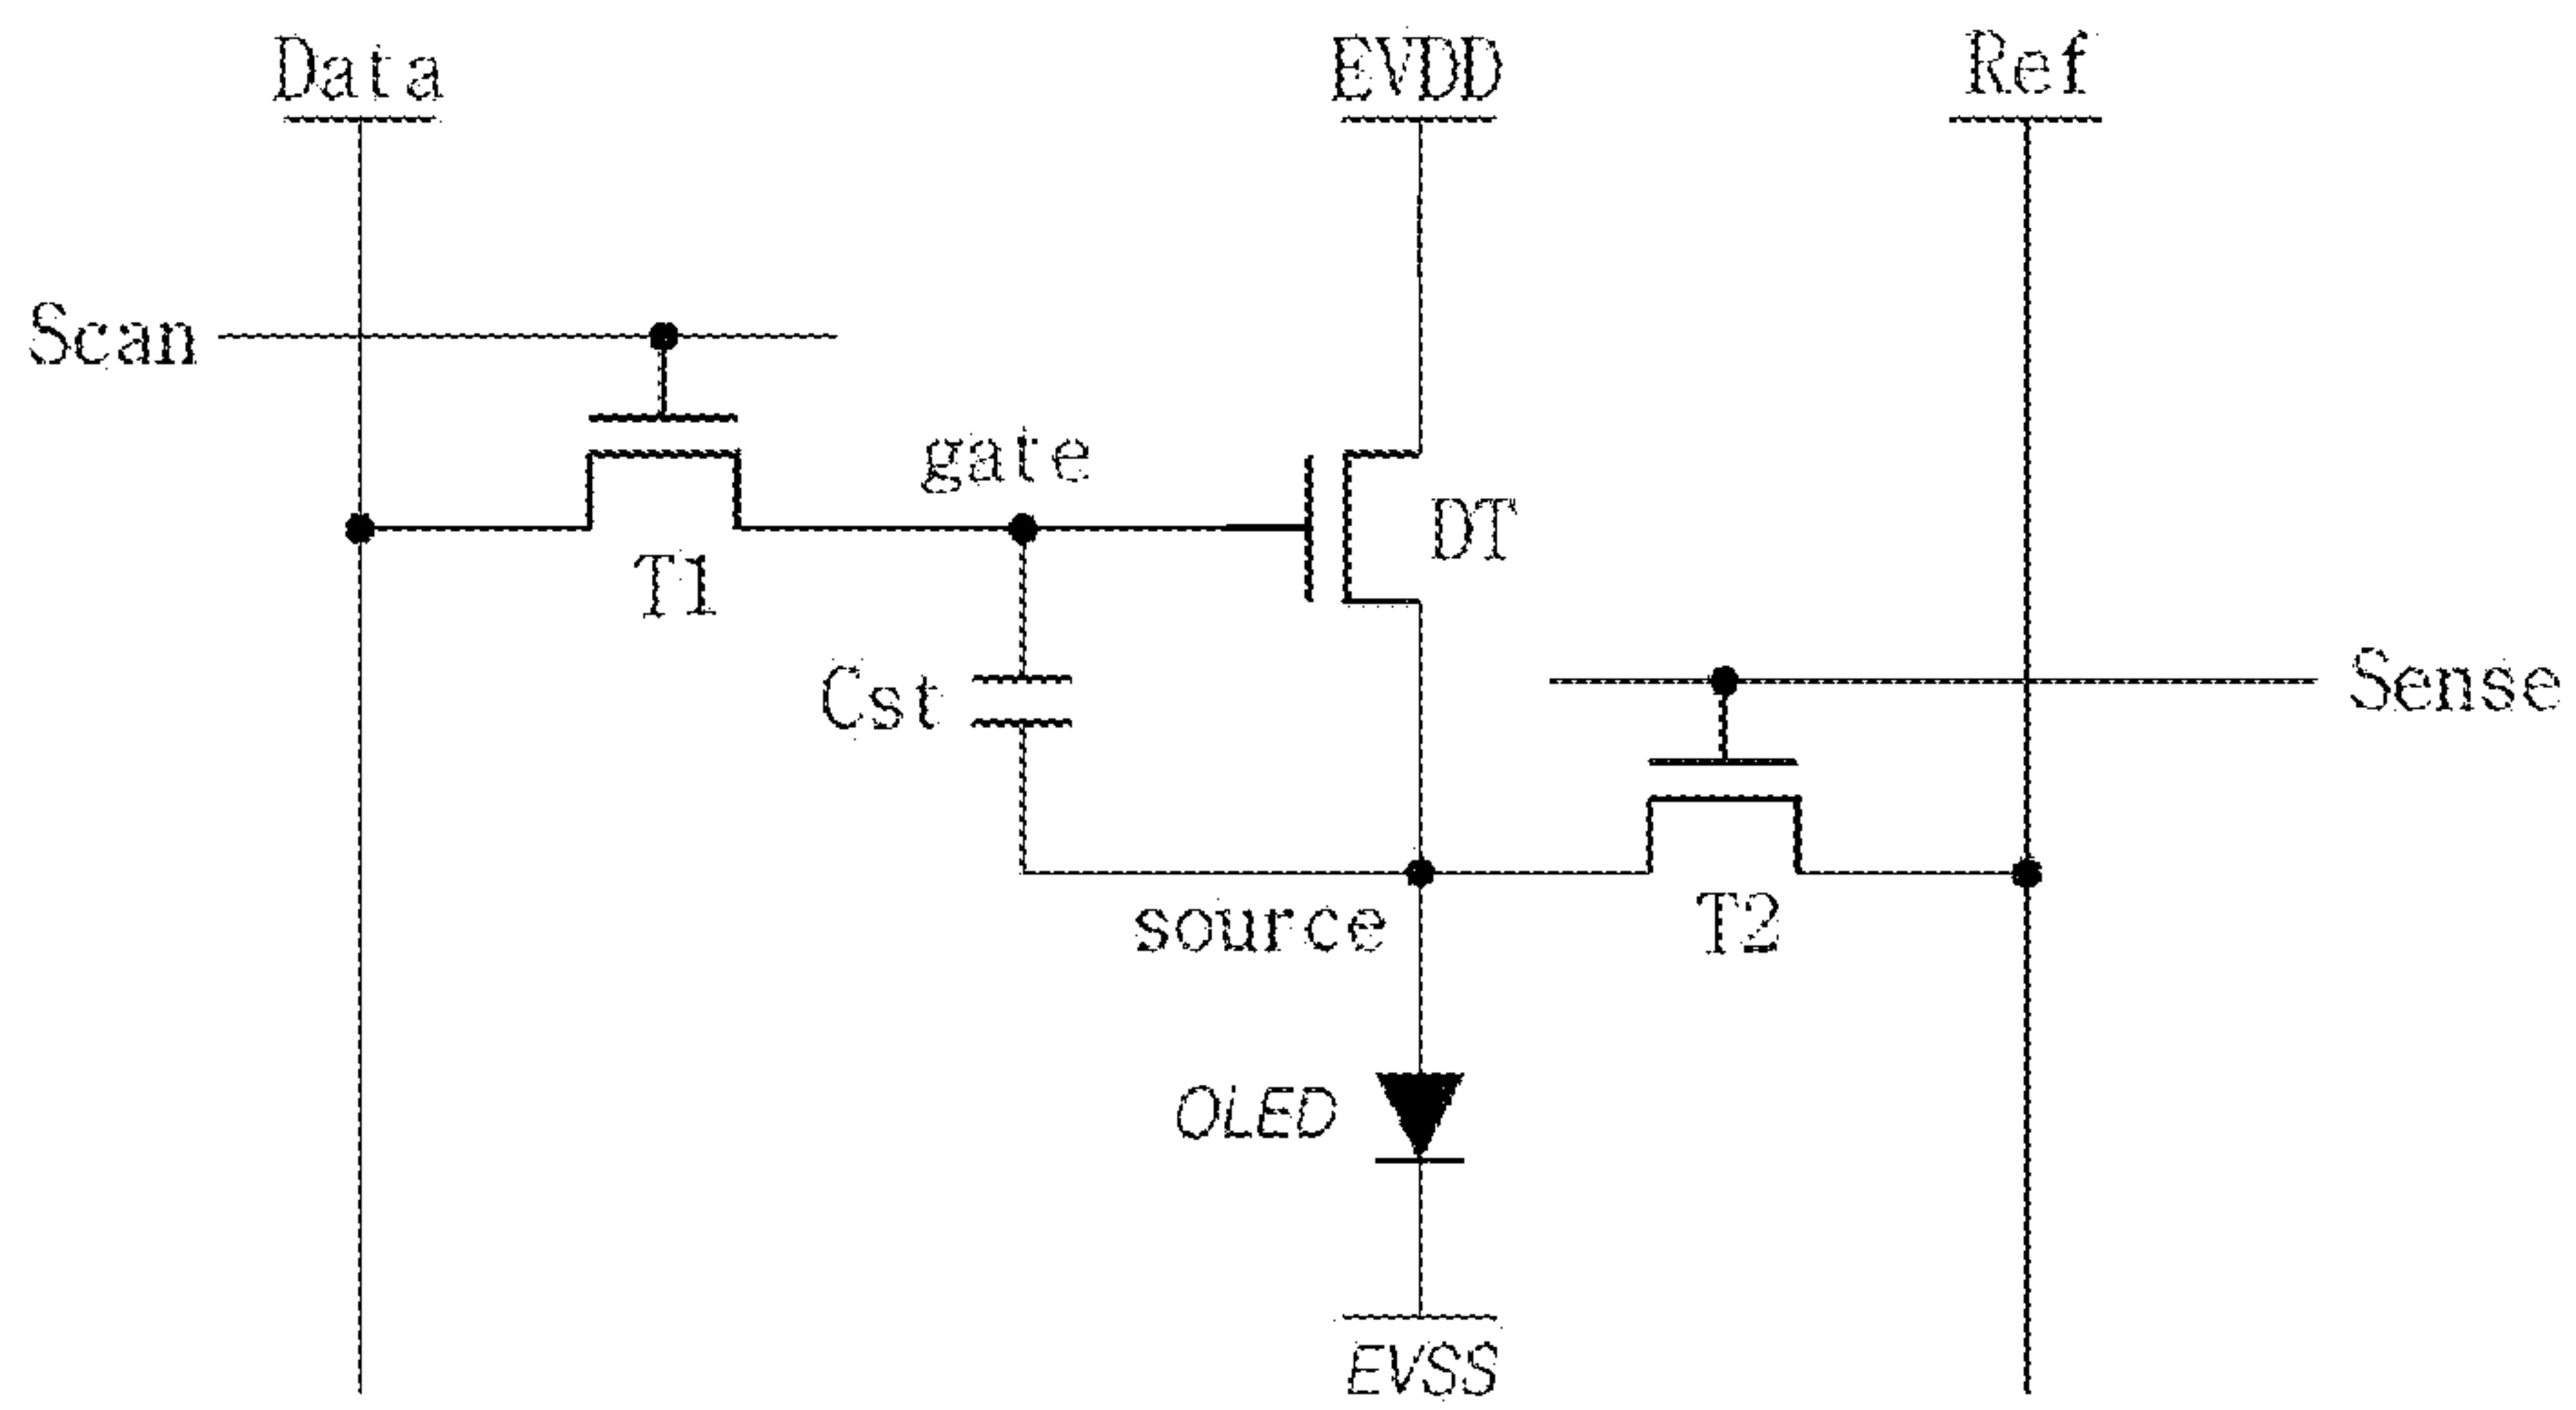 Data
EVDD
Ref
Scan
gate
DT
T1
Sense
Cst
source
T2
OLED
EVSS